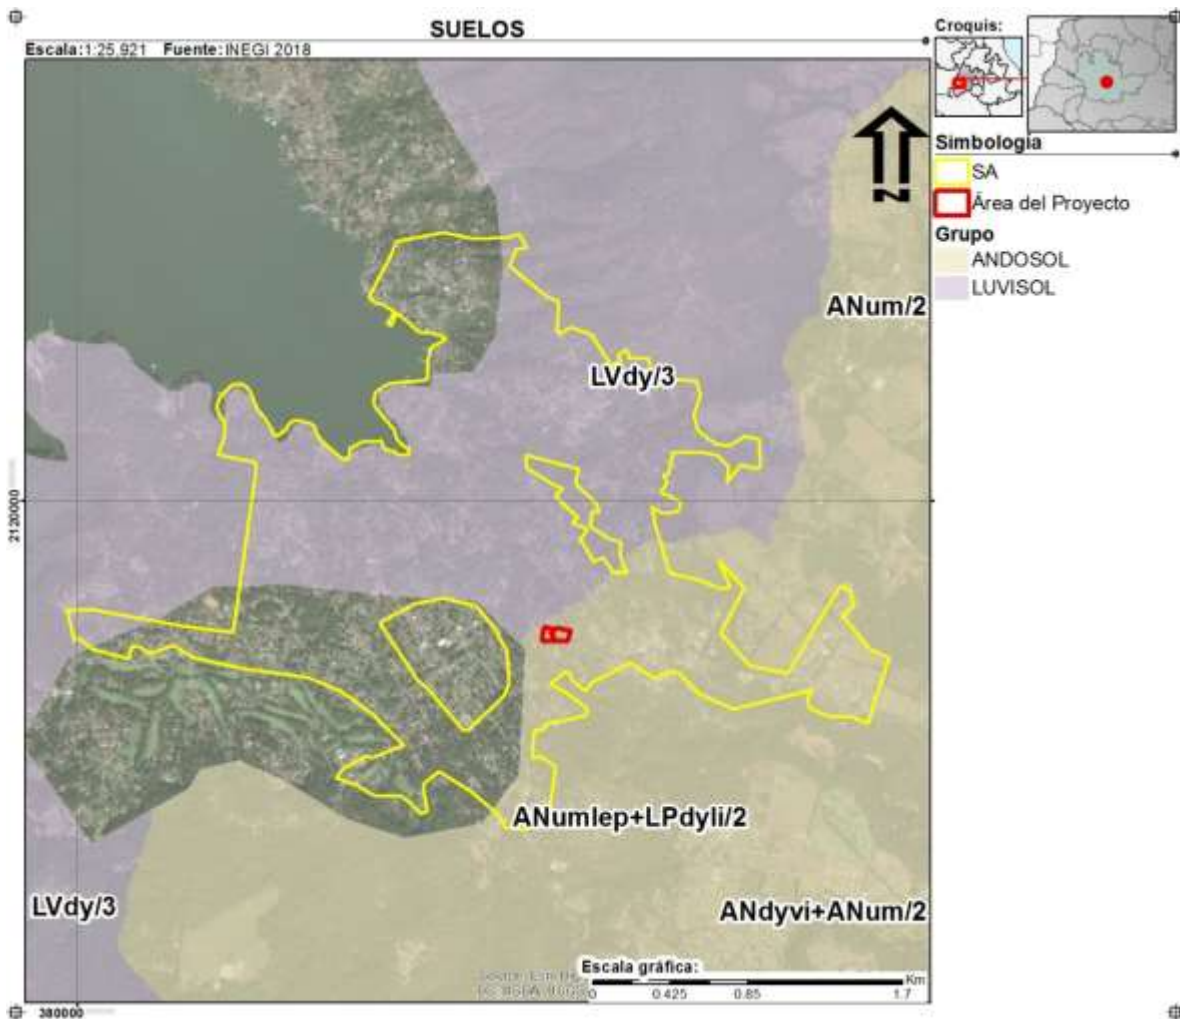 SUELOS
Escala:1:25,921 Fuente:INEGI 2018
Croquis:
Simbología
SA
Área del Proyecto
Grupo
ANDOSOL
LUVISOL
N
ANum/2
LVdy/3
2120000
ANumlep+LPdyli/2
LVdy/3
ANdyvi+ANum/2
Escala gráfica:
Km
0 0.425 0.85 1.7
380000